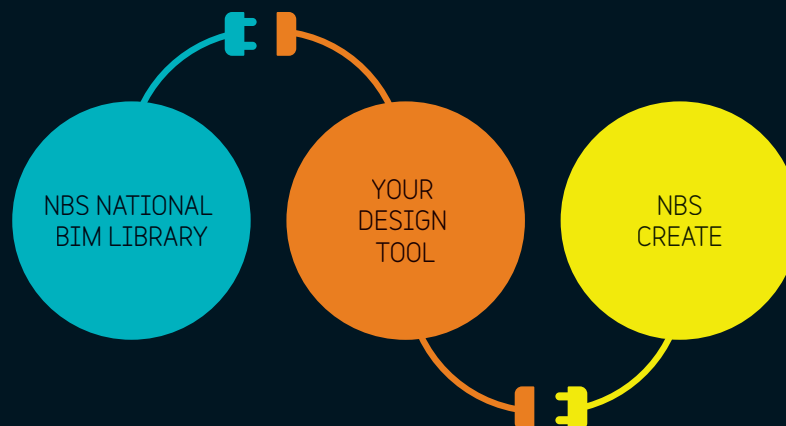 NBS NATIONAL
BIM LIBRARY
YOUR
DESIGN
TOOL
NBS
CREATE